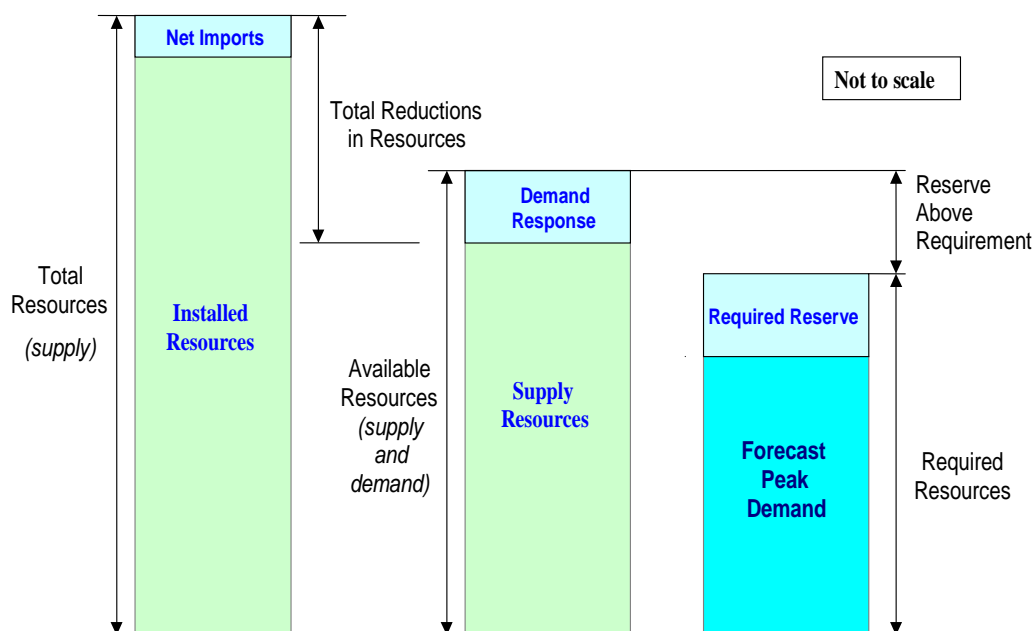 Net Imports
Not to scale
Total Reductions
in Resources
Demand
Response
Reserve
Above
Requirement
Total
Resources
(supply)
Installed
Resources
Required Reserve
Available
Resources
(supply
and
demand)
Supply
Resources
Forecast
Peak
Demand
Required
Resources